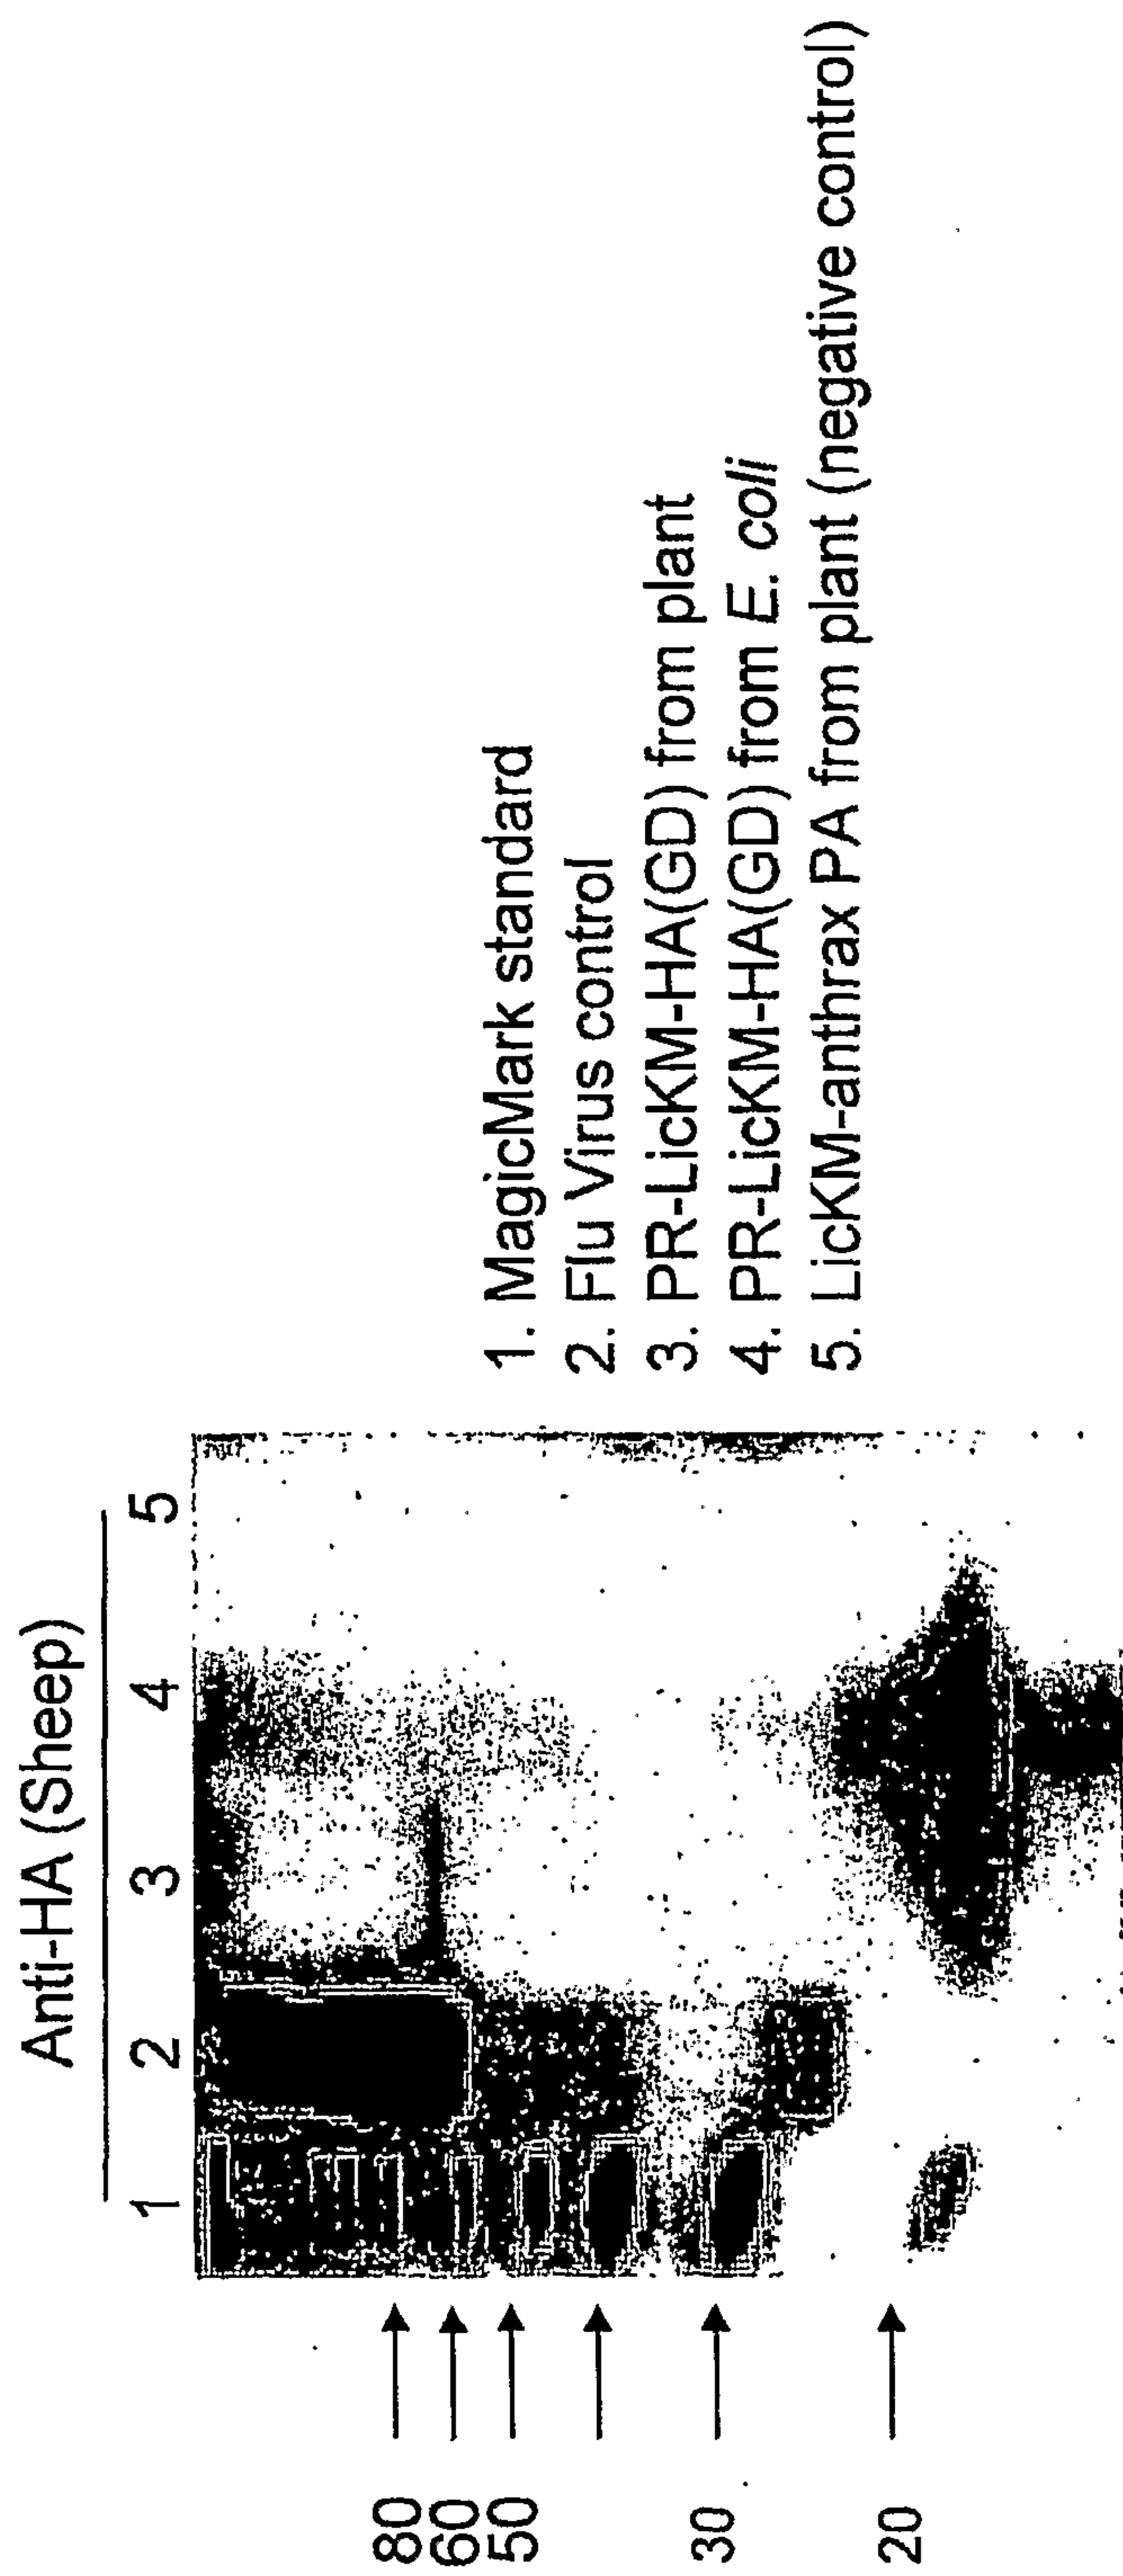 Anti-HA (Sheep)
1 2 3 4 5
80
60
50
30
20
1. MagicMark standard
2. Flu Virus control
3. PR-LicKM-HA(GD) from plant
4. PR-LicKM-HA(GD) from E. coli
5. LicKM-anthrax PA from plant (negative control)